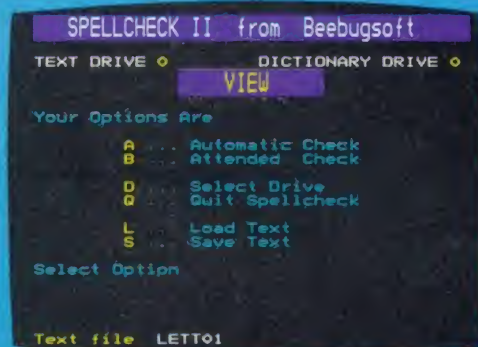 SPELLCHECK II from Beebugsoft
TEXT DRIVE 0 DICTIONARY DRIVE 0
VIEW
Your Options Are
A ... Automatic Check
B ... Attended Check
D ... Select Drive
Q ... Quit Spellcheck
L ... Load Text
S ... Save Text
Select Option
Text file LETT01